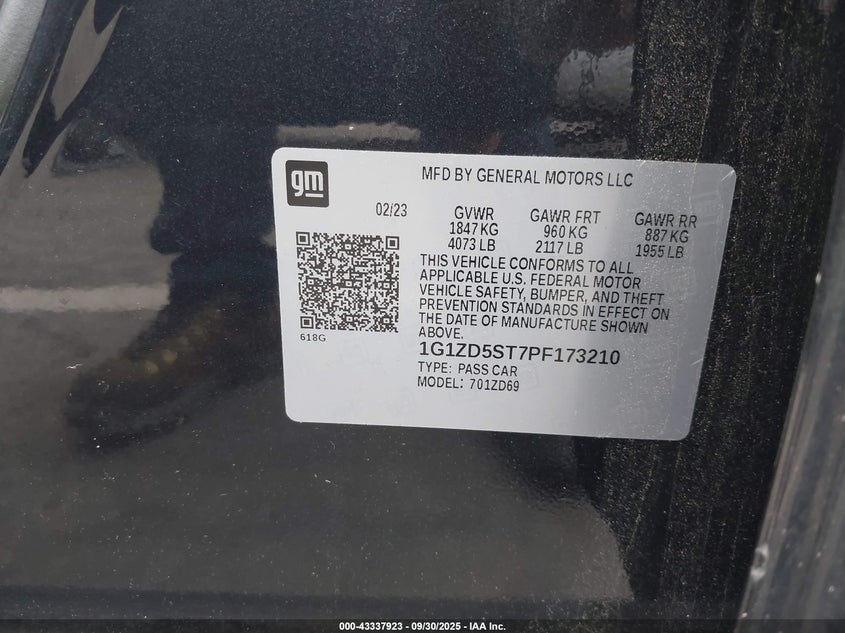 gm
MFD BY GENERAL MOTORS LLC
02/23
GVWR
1847 KG
4073 LB
GAWR FRT
960 KG
2117 LB
GAWR RR
887 KG
1955 LB
THIS VEHICLE CONFORMS TO ALL
APPLICABLE U.S. FEDERAL MOTOR
VEHICLE SAFETY, BUMPER, AND THEFT
PREVENTION STANDARDS IN EFFECT ON
THE DATE OF MANUFACTURE SHOWN
ABOVE.
618G
1G1ZD5ST7PF173210
TYPE: PASS CAR
MODEL: 701ZD69
000-43337923 - 09/30/2025 - IAA Inc.